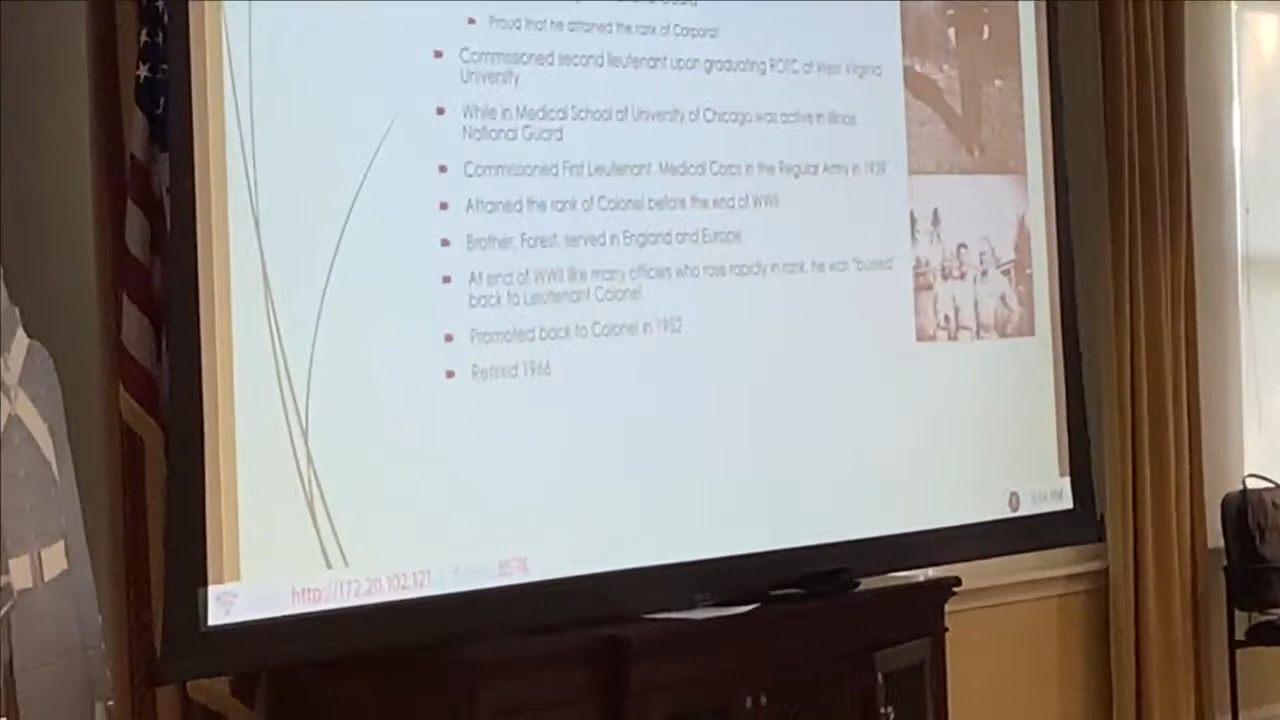 Proud that he attained the rank of Corporal
Commissioned second lieutenant upon graduating ROTC at West Virginia
University
While in Medical School at University of Chicago was active in Illinois
National Guard
Commissioned First Lieutenant, Medical Corps in the Regular Army in 1939
Attained the rank of Colonel before the end of WWII
Brother, Forest, served in England and Europe
At end of WWII like many officers who rose rapidly in rank, he was "busted"
back to Lieutenant Colonel
Promoted back to Colonel in 1952
Retired 1966
http://172.20.102.121